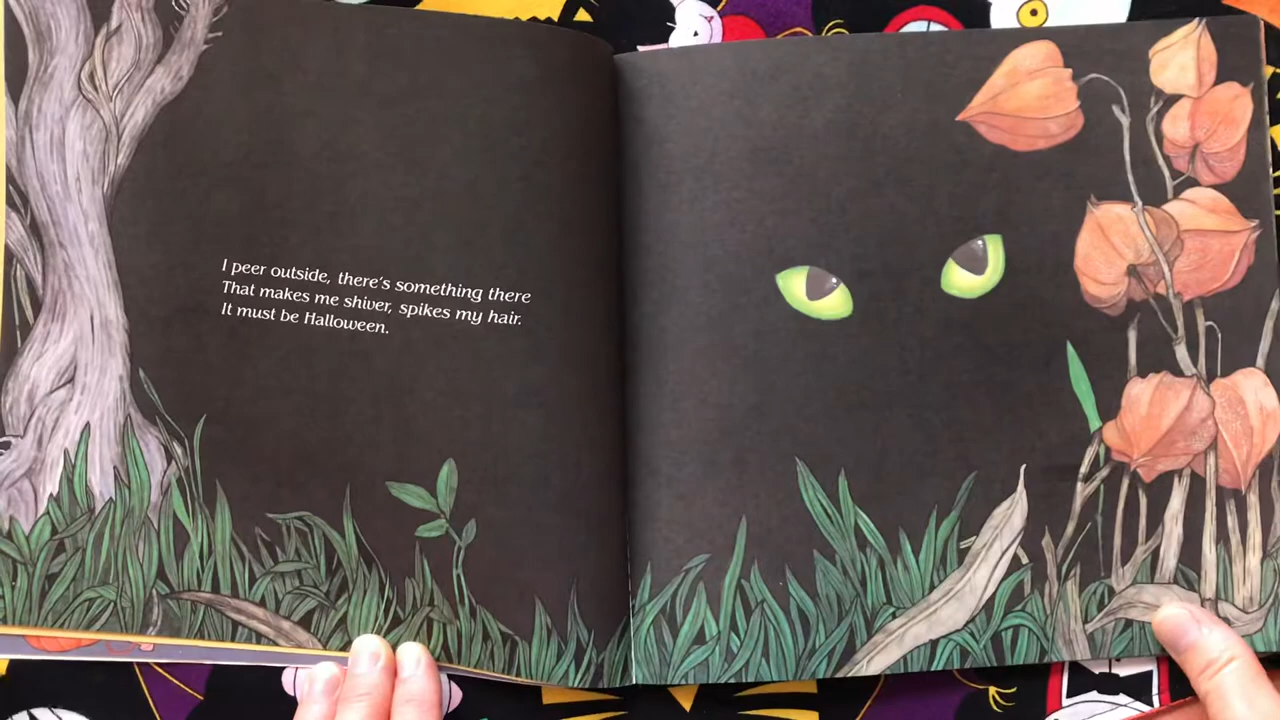 I peer outside, there's something there
That makes me shiver, spikes my hair.
It must be Halloween.